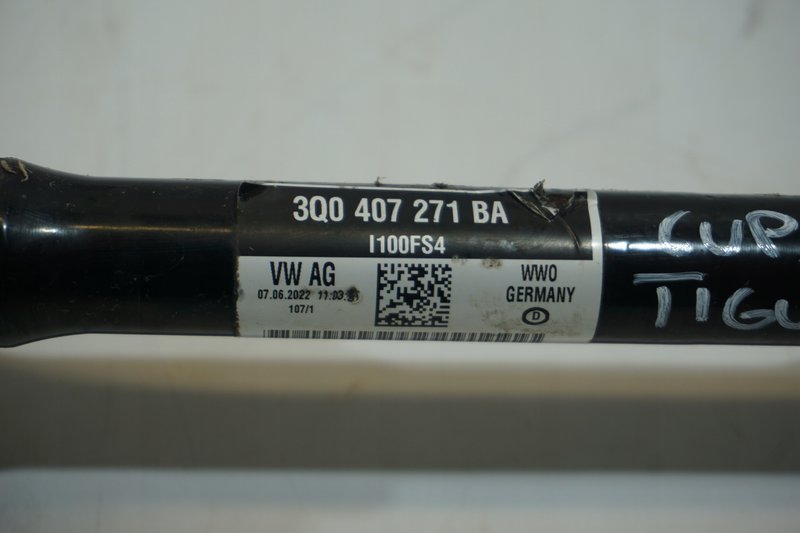 3Q0 407 271 BA
I100FS4
VW AG
07.06.2022 11:03
107/1
WWO
GERMANY
D
CUP
TIGU